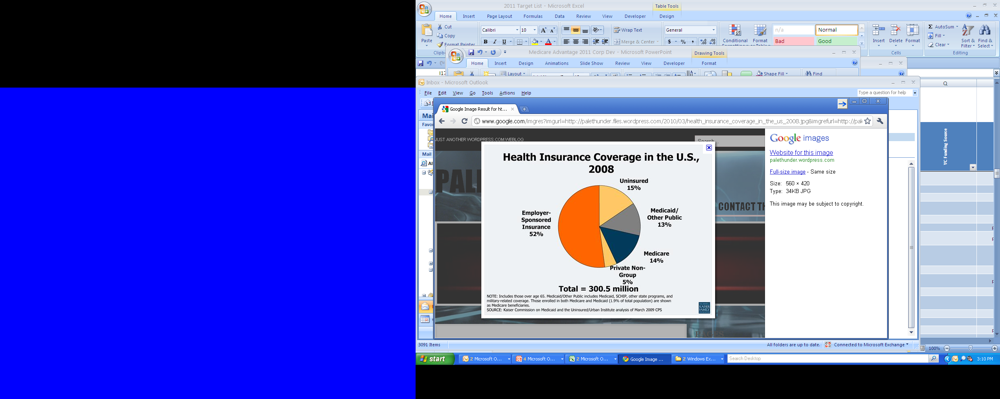 2011 Target List - Microsoft Excel
Table Tools
Home Insert Page Layout Formulas Data Review View Developer Design
Paste
Cut
Copy
Format Painter
Calibri 10
B I U
Wrap Text
Merge & Center
General
$ % ,
Conditional
Format
n/a Normal
Bad Good
Insert Delete Format
Cells
AutoSum
Fill
Clear
Sort & Filter
Find & Select
Editing
Medicare Advantage 2011 Corp Dev - Microsoft PowerPoint
Drawing Tools
Home Insert Design Animations Slide Show Review View Developer Format
Layout
Shape Fill
Find
Inbox - Microsoft Outlook
File Edit View Go Tools Actions Help
Type a question for help
Q
VC Funding Source
Google Image Result for ht...
www.google.com/imgres?imgurl=http://palethunder.files.wordpress.com/2010/03/health_insurance_coverage_in_the_us_2008.jpg&imgrefurl=http://pal
Mai
Favor
Mail
JUST ANOTHER WORDPRESS.COM WEBLOG
Search...
CONTACT TH
PAGES
Health Insurance Coverage in the U.S.,
2008
Uninsured
15%
Medicaid/
Other Public
13%
Employer-
Sponsored
Insurance
52%
Medicare
14%
Private Non-
Group
5%
Total = 300.5 million
NOTE: Includes those over age 65. Medicaid/Other Public includes Medicaid, SCHIP, other state programs, and
military-related coverage. Those enrolled in both Medicare and Medicaid (1.9% of total population) are shown
as Medicare beneficiaries.
SOURCE: Kaiser Commission on Medicaid and the Uninsured/Urban Institute analysis of March 2009 CPS
KAISER
FAMILY
Google images
Website for this image
palethunder.wordpress.com
Full-size image - Same size
Size: 560 × 420
Type: 34KB JPG
This image may be subject to copyright.
3091 Items
All folders are up to date.
Connected to Microsoft Exchange
100%
start
2 Microsoft O...
4 Microsoft O...
2 Microsoft O...
Google Image ...
2 Windows Ex...
Search Desktop
3:10 PM